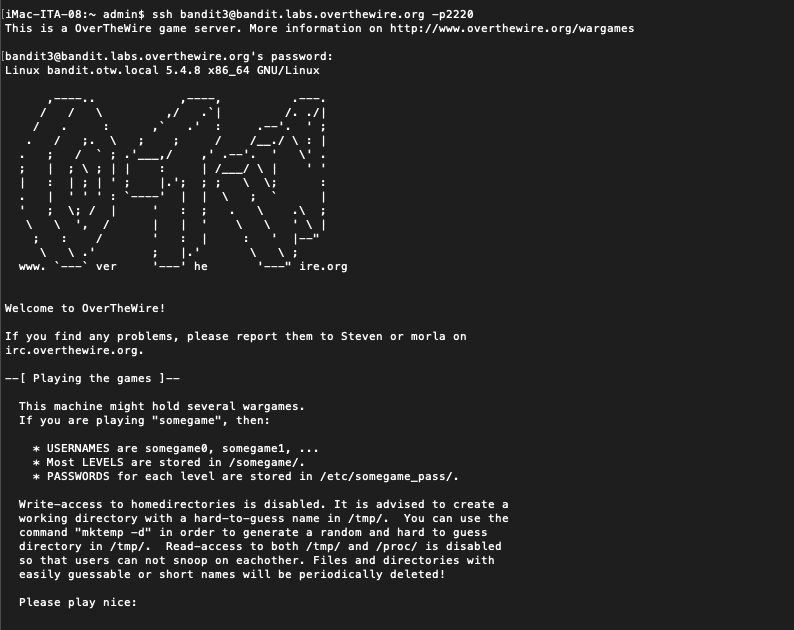 [iMac-ITA-08:~ admin$ ssh bandit3@bandit.labs.overthewire.org -p2220
This is a OverTheWire game server. More information on http://www.overthewire.org/wargames
[bandit3@bandit.labs.overthewire.org's password:
Linux bandit.otw.local 5.4.8 x86_64 GNU/Linux
      ,----..            ,----,          .---.
     /   /   \         ,/   .`|         /. ./|
    /   .     :      ,`   .'  :     .--'.  ' ;
   .   /   ;.  \   ;    ;     /    /__./ \ : |
  .   ;   /  ` ; .'___,/    ,' .--'.  '   \' .
  ;   |  ; \ ; | |    :     | /___/ \ |    ' '
  |   :  | ; | ' ;    |.';  ; ;   \  \;      :
  .   |  ' ' ' : `----'  |  |  \   ;  `      |
  '   ;  \; /  |     '   :  ;   .   \    .\  ;
   \   \  ',  /      |   |  '    \   \   ' \ |
    ;   :    /       '   :  |     :   '  |--"
     \   \ .'        ;   |.'       \   \ ;
  www. `---` ver     '---' he       '---" ire.org
Welcome to OverTheWire!
If you find any problems, please report them to Steven or morla on
irc.overthewire.org.
--[ Playing the games ]--
This machine might hold several wargames.
If you are playing "somegame", then:
* USERNAMES are somegame0, somegame1, ...
* Most LEVELS are stored in /somegame/.
* PASSWORDS for each level are stored in /etc/somegame_pass/.
Write-access to homedirectories is disabled. It is advised to create a
working directory with a hard-to-guess name in /tmp/.  You can use the
command "mktemp -d" in order to generate a random and hard to guess
directory in /tmp/.  Read-access to both /tmp/ and /proc/ is disabled
so that users can not snoop on eachother. Files and directories with
easily guessable or short names will be periodically deleted!
Please play nice: